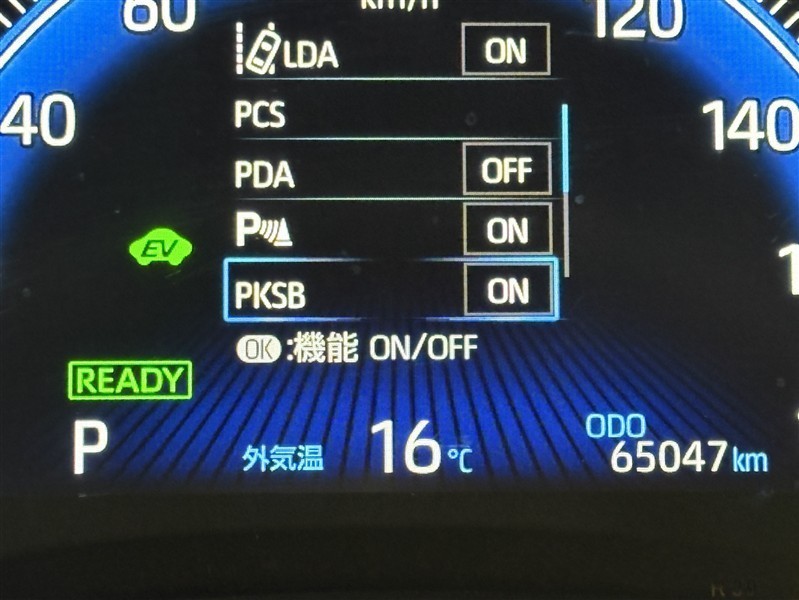 60 km/h 120
LDA ON
40 PCS 140
PDA OFF
P ON
EV
PKSB ON
OK:機能 ON/OFF
READY
P 外気温 16℃ ODO 65047km